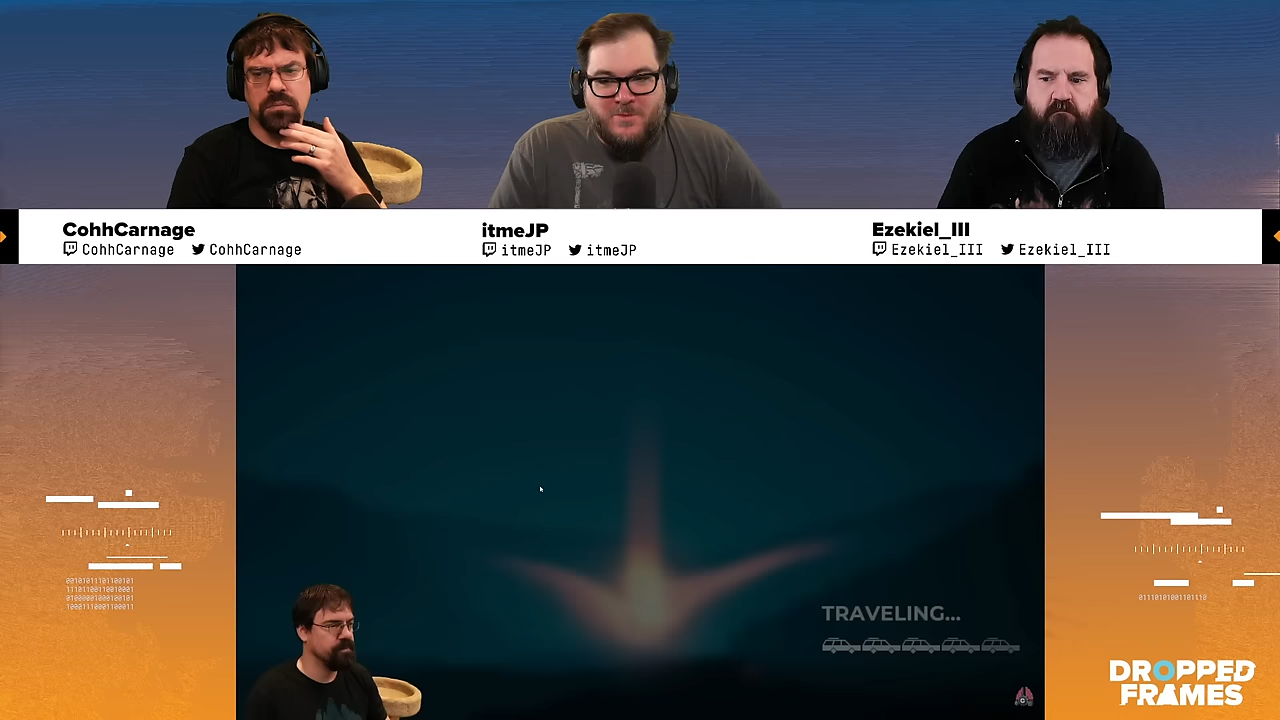 CohhCarnage
CohhCarnage CohhCarnage
itmeJP
itmeJP itmeJP
Ezekiel_III
Ezekiel_III Ezekiel_III
TRAVELING...
DROPPED
FRAMES